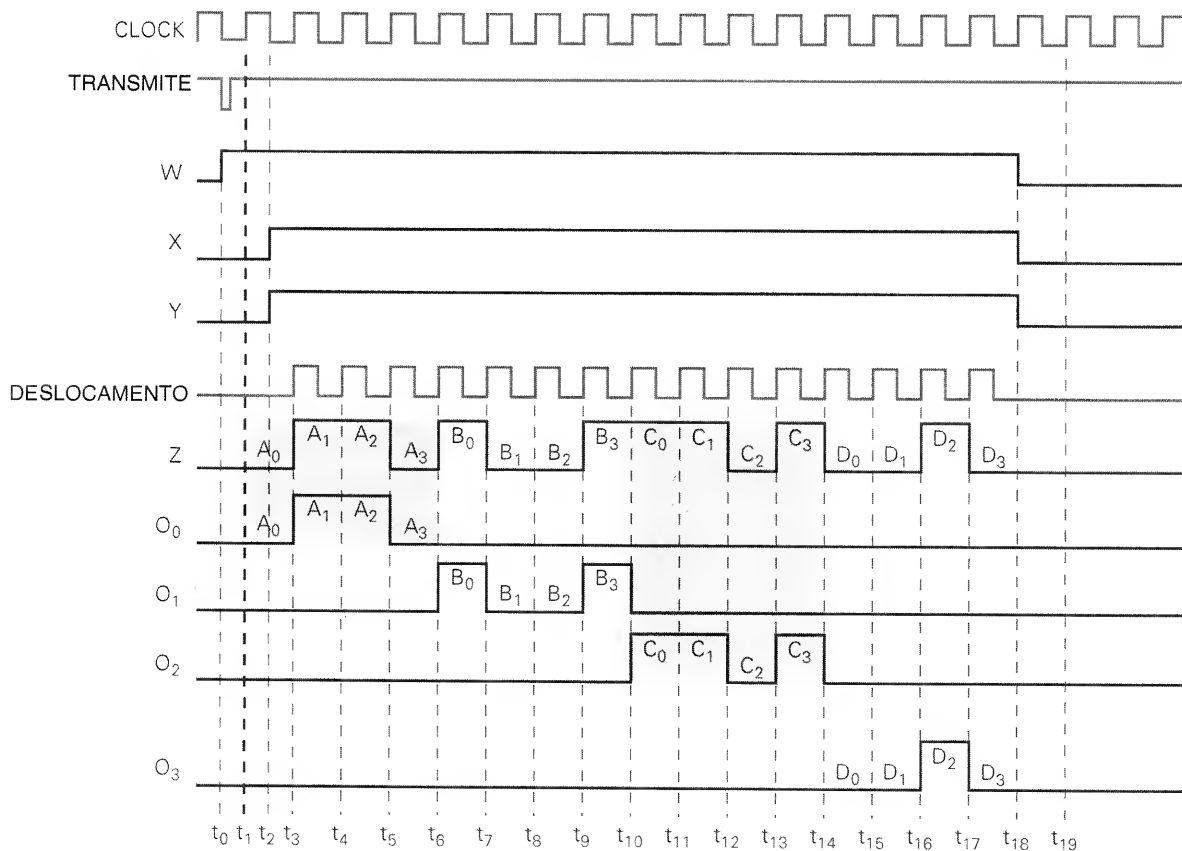 CLOCK
TRANSMITE
W
X
Y
DESLOCAMENTO
Z A₀ A₁ A₂ A₃ B₀ B₁ B₂ B₃ C₀ C₁ C₂ C₃ D₀ D₁ D₂ D₃
O₀ A₀ A₁ A₂ A₃
O₁ B₀ B₁ B₂ B₃
O₂ C₀ C₁ C₂ C₃
O₃ D₀ D₁ D₂ D₃
t₀ t₁ t₂ t₃ t₄ t₅ t₆ t₇ t₈ t₉ t₁₀ t₁₁ t₁₂ t₁₃ t₁₄ t₁₅ t₁₆ t₁₇ t₁₈ t₁₉